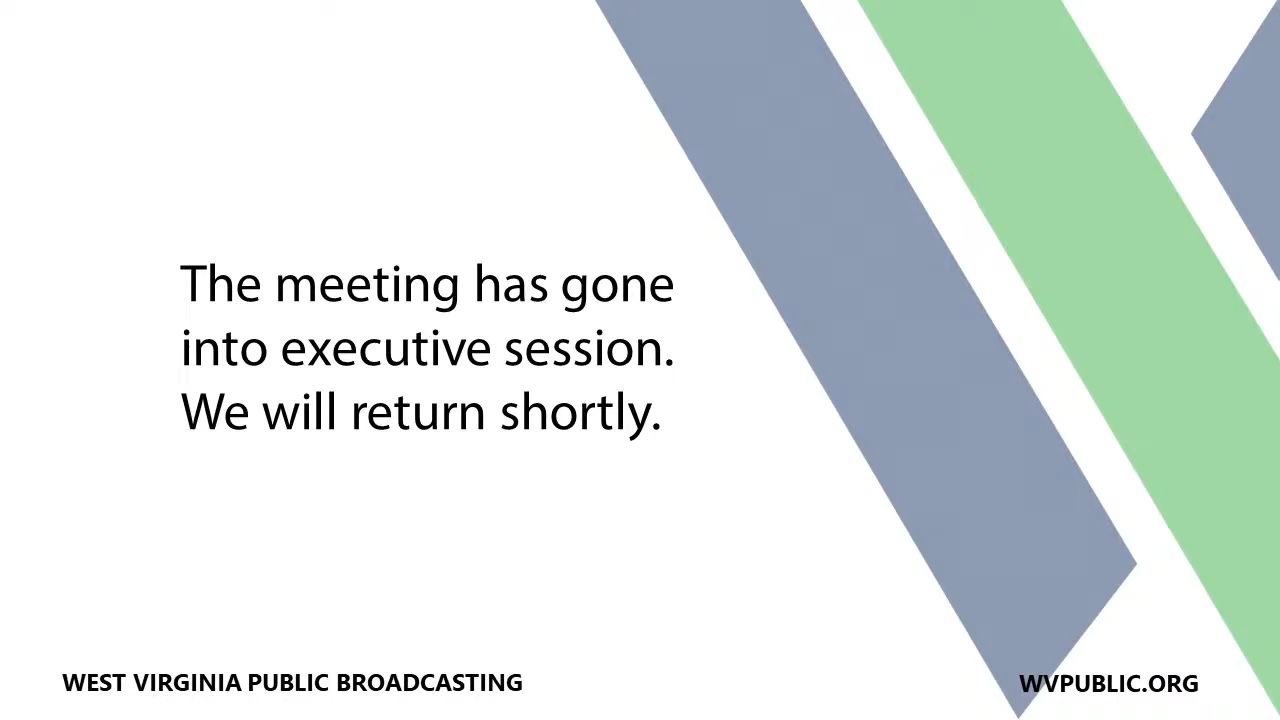 The meeting has gone
into executive session.
We will return shortly.
WEST VIRGINIA PUBLIC BROADCASTING
WVPUBLIC.ORG